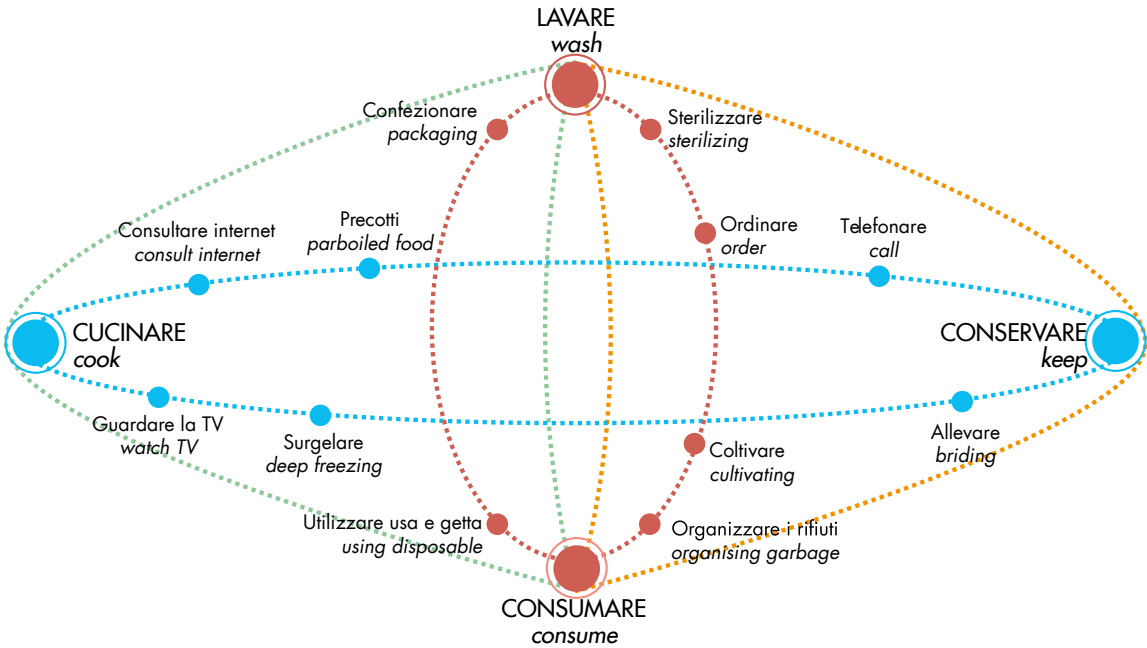 LAVARE
wash
Confezionare
packaging
Sterilizzare
sterilizing
Consultare internet
consult internet
Precotti
parboiled food
Ordinare
order
Telefonare
call
CUCINARE
cook
CONSERVARE
keep
Guardare la TV
watch TV
Surgelare
deep freezing
Coltivare
cultivating
Allevare
briding
Utilizzare usa e getta
using disposable
Organizzare i rifiuti
organising garbage
CONSUMARE
consume